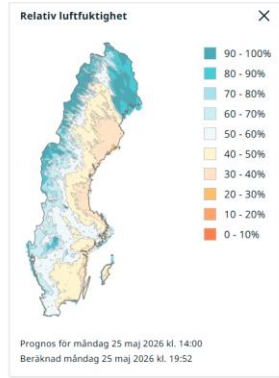 Relativ luftfuktighet
90 - 100%
80 - 90%
70 - 80%
60 - 70%
50 - 60%
40 - 50%
30 - 40%
20 - 30%
10 - 20%
0 - 10%
Prognos för måndag 25 maj 2026 kl. 14:00
Beräknad måndag 25 maj 2026 kl. 19:52